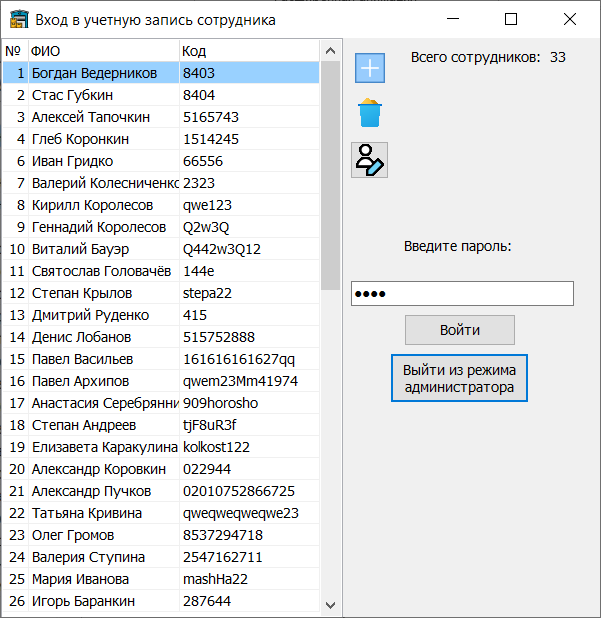 Вход в учетную запись сотрудника
№ ФИО Код
1 Богдан Ведерников 8403
2 Стас Губкин 8404
3 Алексей Тапочкин 5165743
4 Глеб Коронкин 1514245
6 Иван Гридко 66556
7 Валерий Колесниченко 2323
8 Кирилл Королесов qwe123
9 Геннадий Королесов Q2w3Q
10 Виталий Бауэр Q442w3Q12
11 Святослав Головачёв 144e
12 Степан Крылов stepa22
13 Дмитрий Руденко 415
14 Денис Лобанов 515752888
15 Павел Васильев 161616161627qq
16 Павел Архипов qwem23Mm41974
17 Анастасия Серебрянни 909horosho
18 Степан Андреев tjF8uR3f
19 Елизавета Каракулина kolkost122
20 Александр Коровкин 022944
21 Александр Пучков 02010752866725
22 Татьяна Кривина qweqweqweqwe23
23 Олег Громов 8537294718
24 Валерия Ступина 2547162711
25 Мария Иванова mashHa22
26 Игорь Баранкин 287644
Всего сотрудников: 33
Введите пароль:
Войти
Выйти из режима
администратора